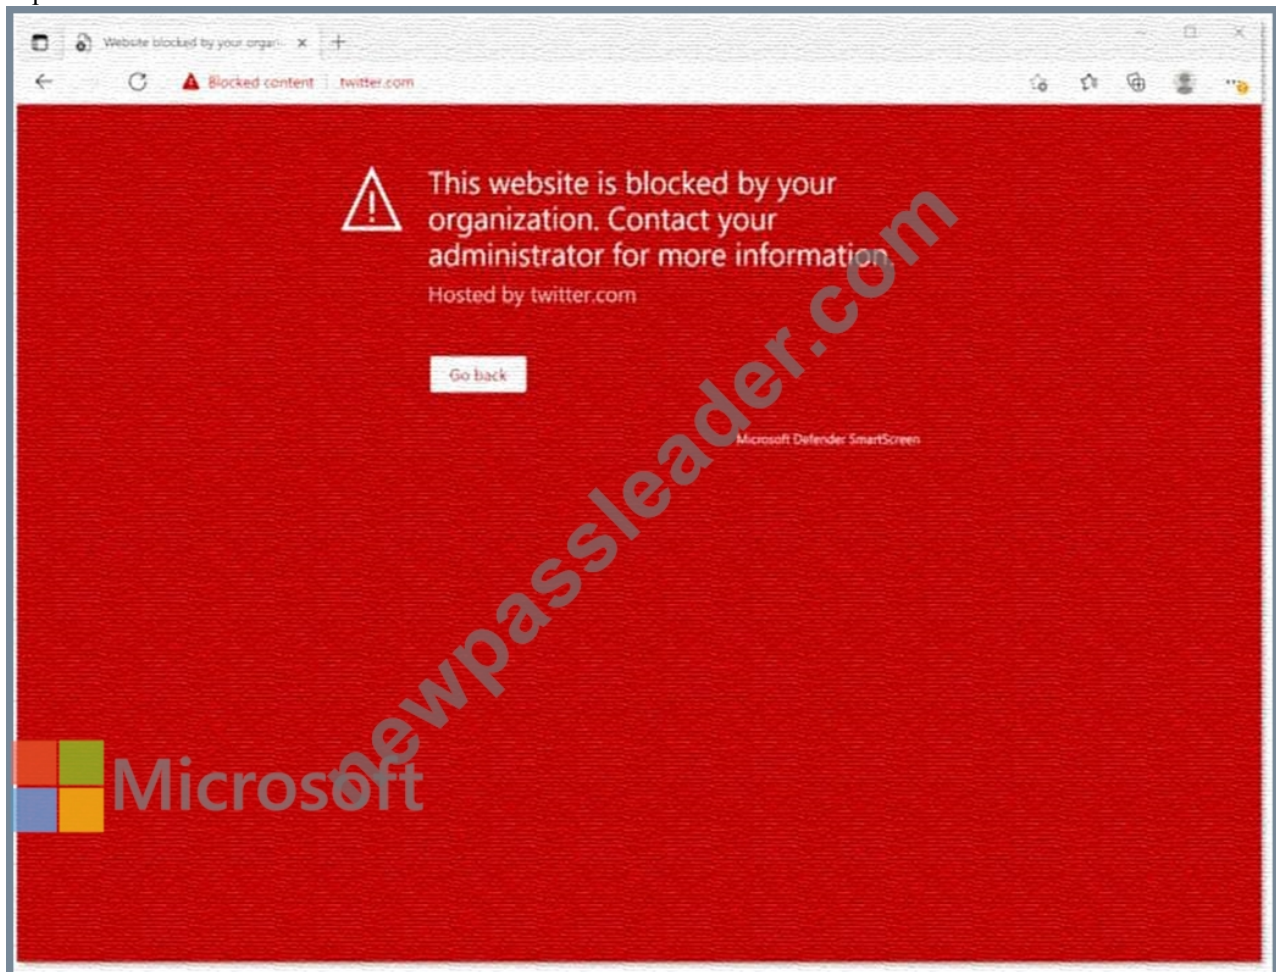 Website blocked by your organi
Blocked content
twitter.com
This website is blocked by your
organization. Contact your
administrator for more information.
Hosted by twitter.com
Go back
Microsoft Defender SmartScreen
newpassleader.com
Microsoft